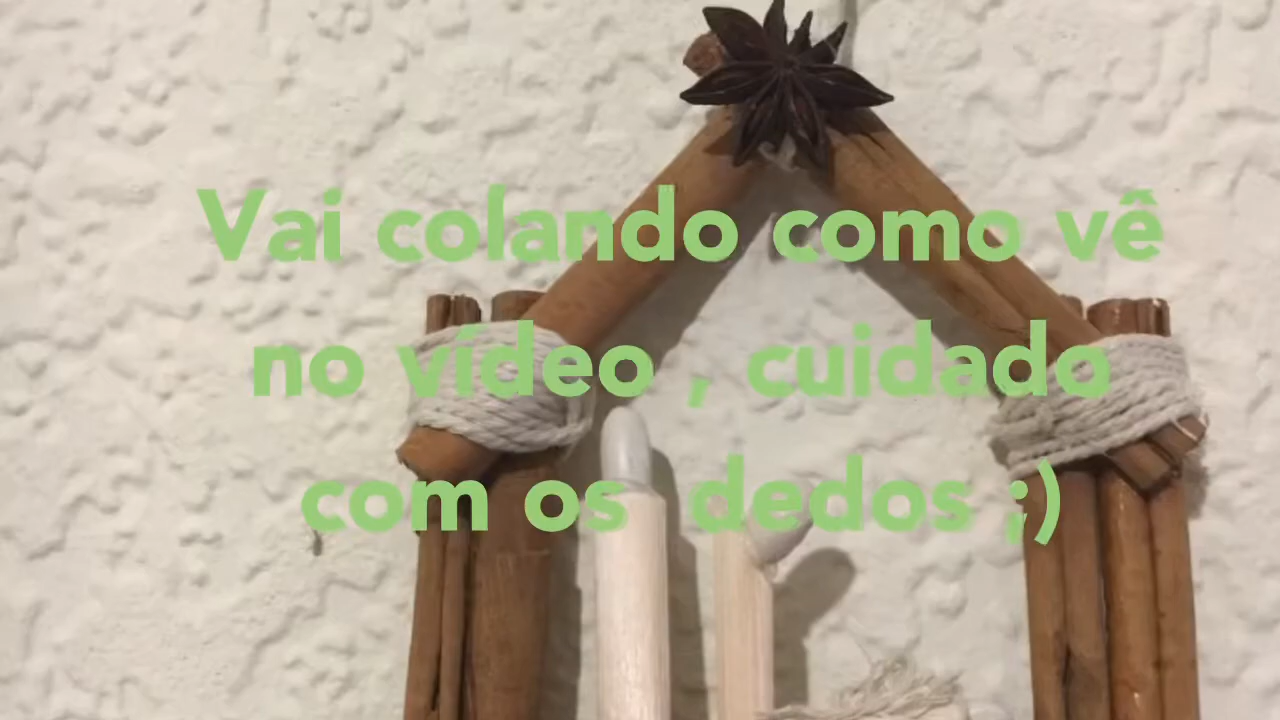 Vai colando como vê
no vídeo , cuidado
com os dedos ;)